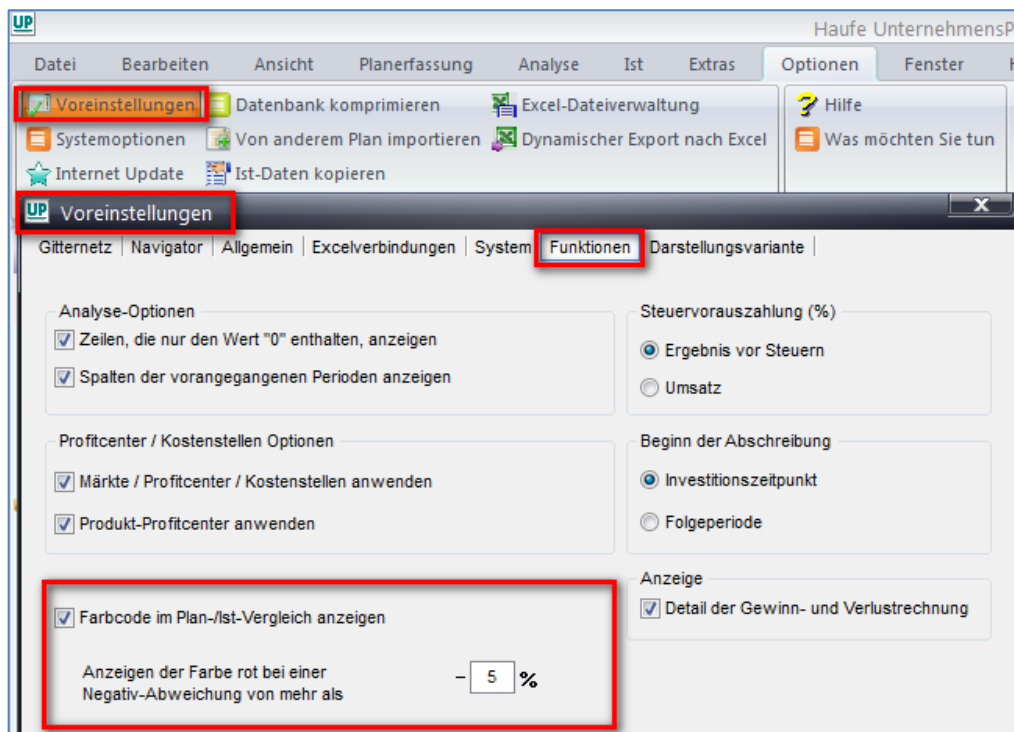 UP
Haufe UnternehmensP
Datei Bearbeiten Ansicht Planerfassung Analyse Ist Extras Optionen Fenster
Voreinstellungen Datenbank komprimieren Excel-Dateiverwaltung Hilfe
Systemoptionen Von anderem Plan importieren Dynamischer Export nach Excel Was möchten Sie tun
Internet Update Ist-Daten kopieren
UP Voreinstellungen X
Gitternetz Navigator Allgemein Excelverbindungen System Funktionen Darstellungsvariante
Analyse-Optionen
Zeilen, die nur den Wert "0" enthalten, anzeigen
Spalten der vorangegangenen Perioden anzeigen
Steuervorauszahlung (%)
Ergebnis vor Steuern
Umsatz
Profitcenter / Kostenstellen Optionen
Märkte / Profitcenter / Kostenstellen anwenden
Produkt-Profitcenter anwenden
Beginn der Abschreibung
Investitionszeitpunkt
Folgeperiode
Farbcode im Plan-/Ist-Vergleich anzeigen
Anzeigen der Farbe rot bei einer
Negativ-Abweichung von mehr als
– 5 %
Anzeige
Detail der Gewinn- und Verlustrechnung